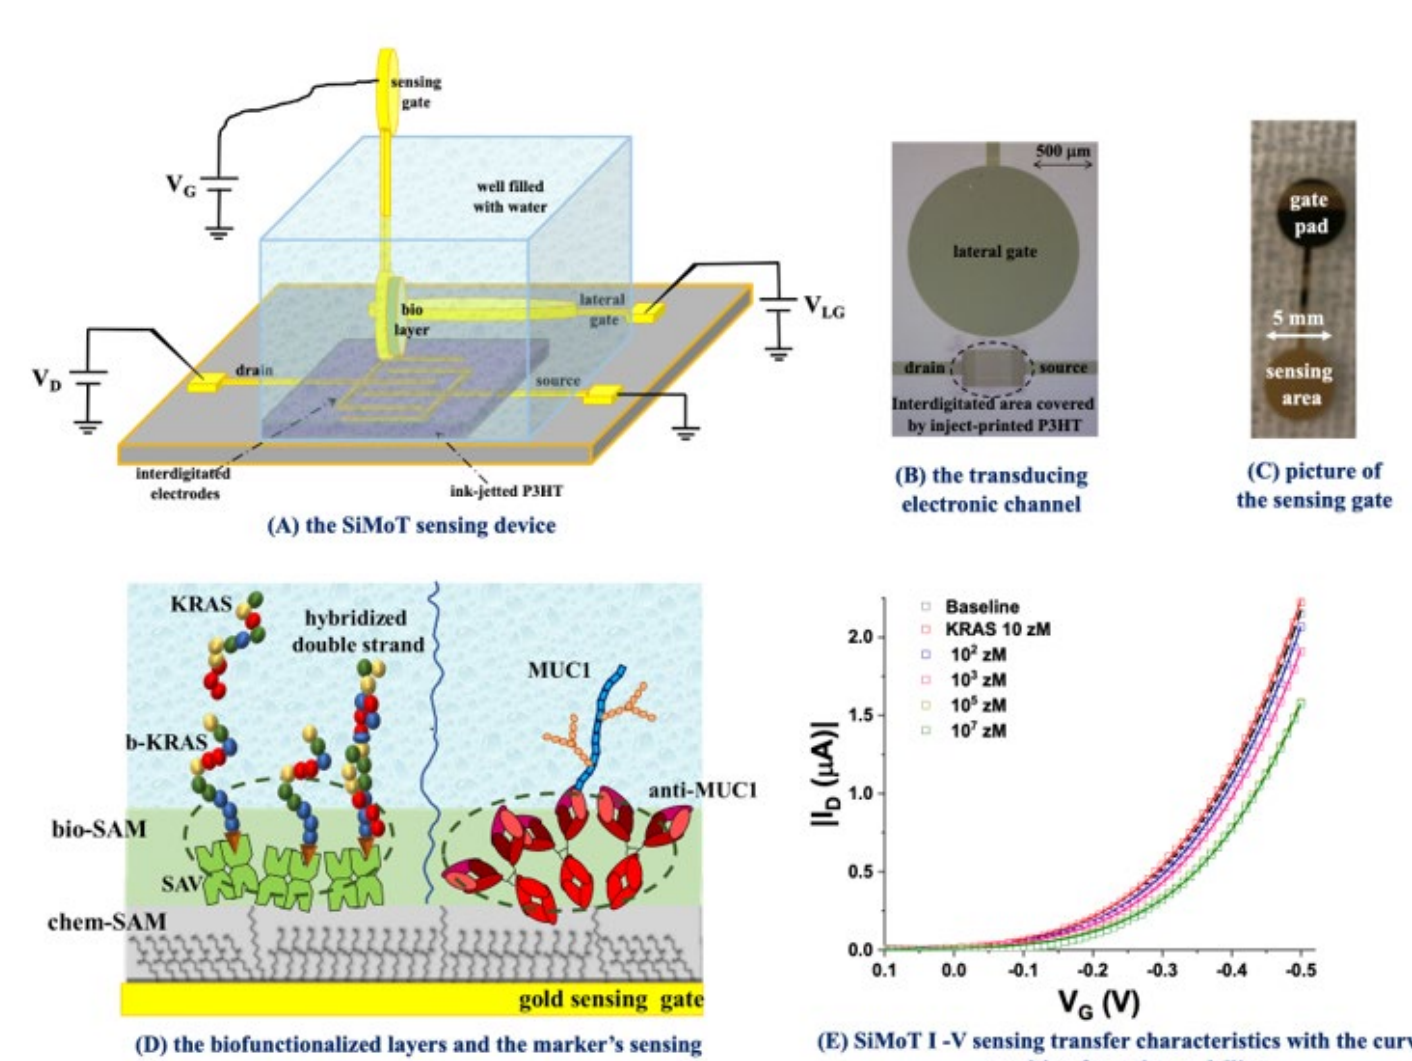 sensing
gate
V_G
well filled
with water
bio
layer
lateral
gate
V_LG
V_D
drain
source
interdigitated
electrodes
ink-jetted P3HT
(A) the SiMoT sensing device
500 μm
lateral gate
drain
source
Interdigitated area covered
by inject-printed P3HT
(B) the transducing
electronic channel
gate
pad
5 mm
sensing
area
(C) picture of
the sensing gate
KRAS
hybridized
double strand
MUC1
b-KRAS
anti-MUC1
bio-SAM
SAV
chem-SAM
gold sensing gate
(D) the biofunctionalized layers and the marker's sensing
Baseline
KRAS 10 zM
10² zM
10³ zM
10⁵ zM
10⁷ zM
|I_D (μA)|
2.0
1.5
1.0
0.5
0.0
0.1 0.0 -0.1 -0.2 -0.3 -0.4 -0.5
V_G (V)
(E) SiMoT I -V sensing transfer characteristics with the curv